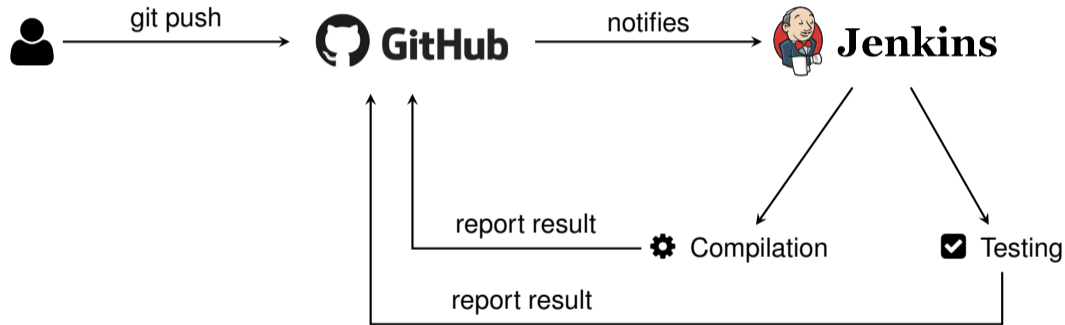 git push
GitHub
notifies
Jenkins
report result
Compilation
Testing
report result